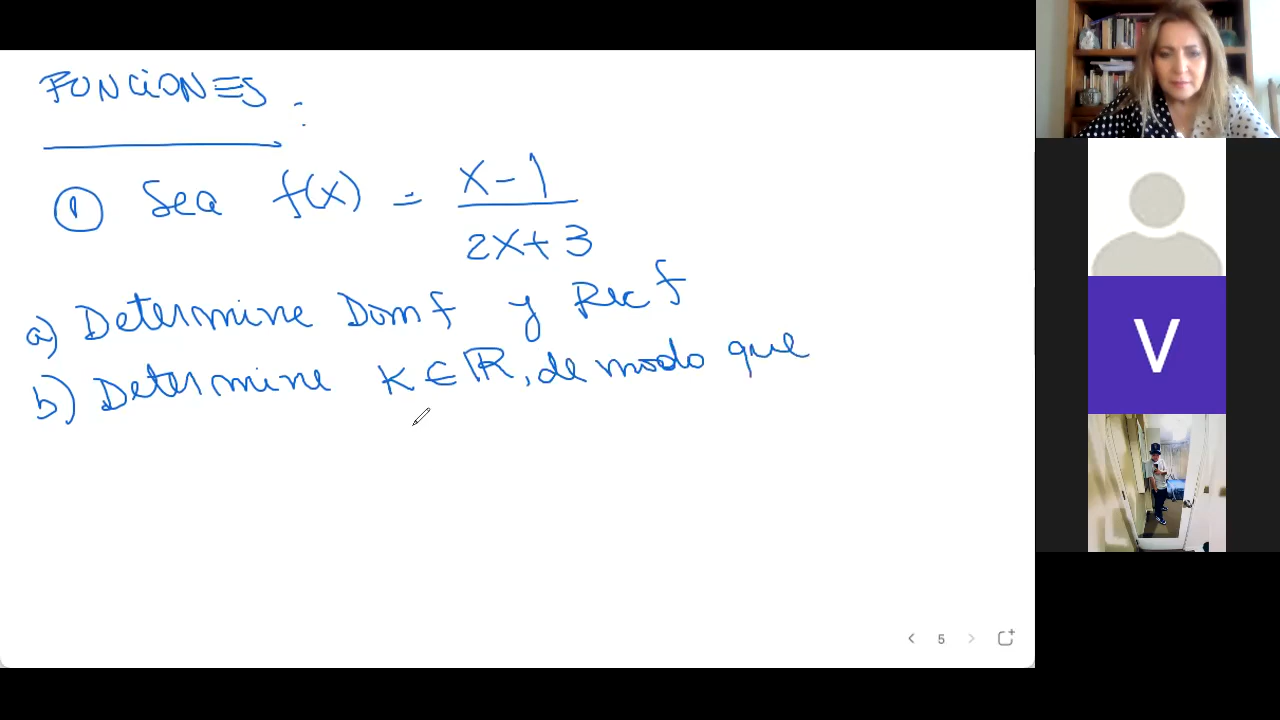 FUNCIONES:
① Sea f(x) = x - 1
2x + 3
a) Determine Dom f y Rec f
b) Determine K ∈ ℝ, de modo que
V
< 5 >